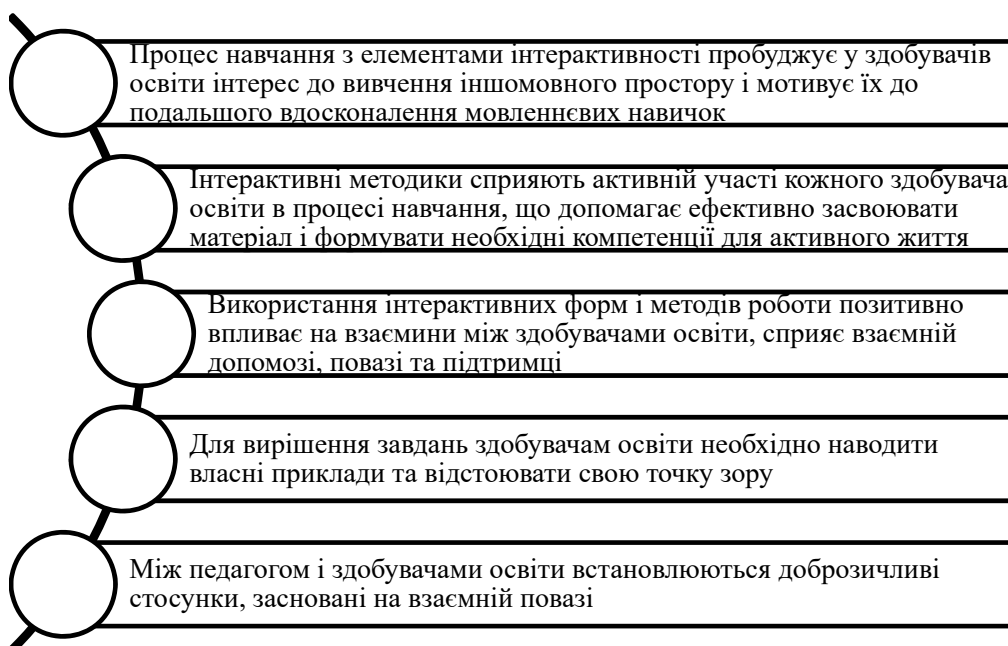 Процес навчання з елементами інтерактивності пробуджує у здобувачів
освіти інтерес до вивчення іншомовного простору і мотивує їх до
подальшого вдосконалення мовленнєвих навичок
Інтерактивні методики сприяють активній участі кожного здобувача
освіти в процесі навчання, що допомагає ефективно засвоювати
матеріал і формувати необхідні компетенції для активного життя
Використання інтерактивних форм і методів роботи позитивно
впливає на взаємини між здобувачами освіти, сприяє взаємній
допомозі, повазі та підтримці
Для вирішення завдань здобувачам освіти необхідно наводити
власні приклади та відстоювати свою точку зору
Між педагогом і здобувачами освіти встановлюються доброзичливі
стосунки, засновані на взаємній повазі